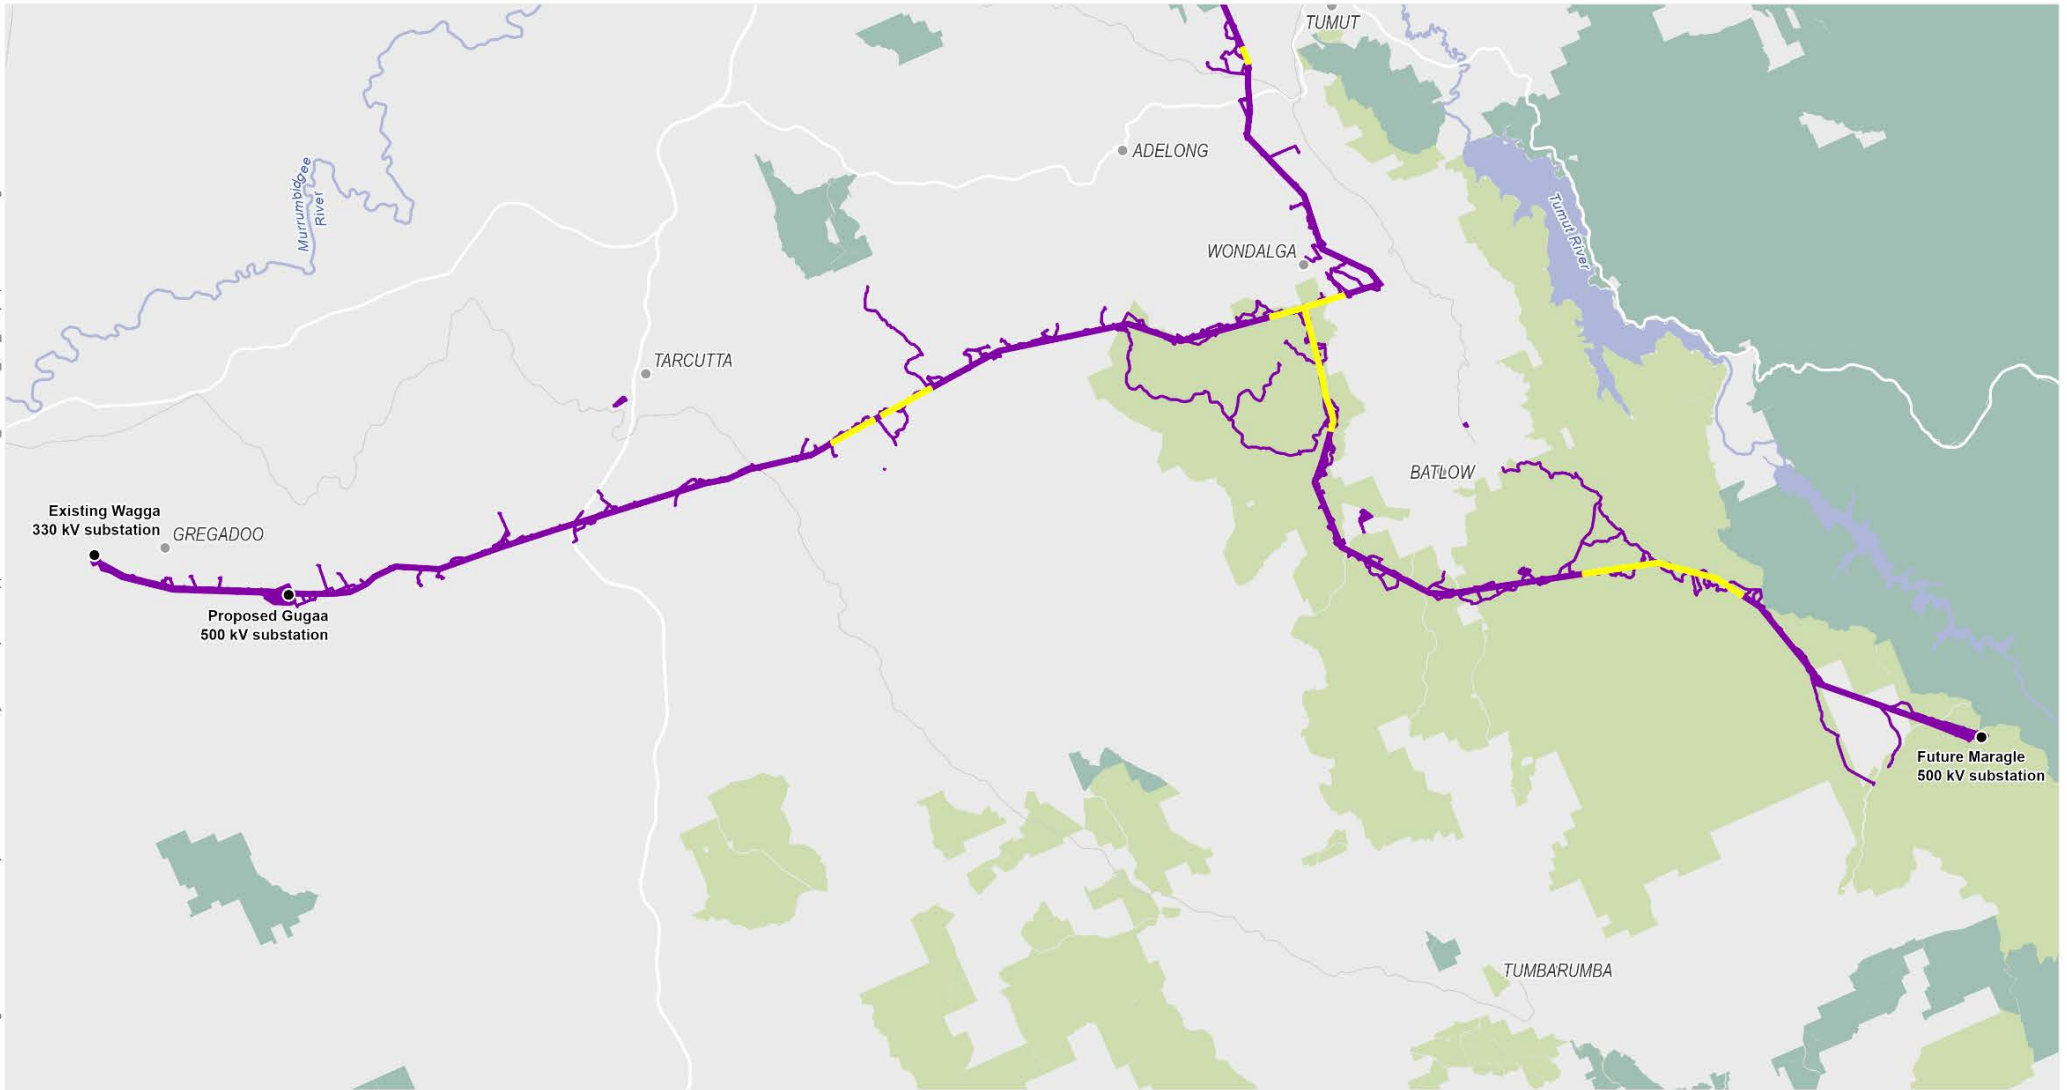 TUMUT
ADELONG
Murrumbidgee
River
Tumut River
WONDALGA
TARCUTTA
BATLOW
Existing Wagga
330 kV substation
GREGADOO
Proposed Gugaa
500 kV substation
Future Maragle
500 kV substation
TUMBARUMBA